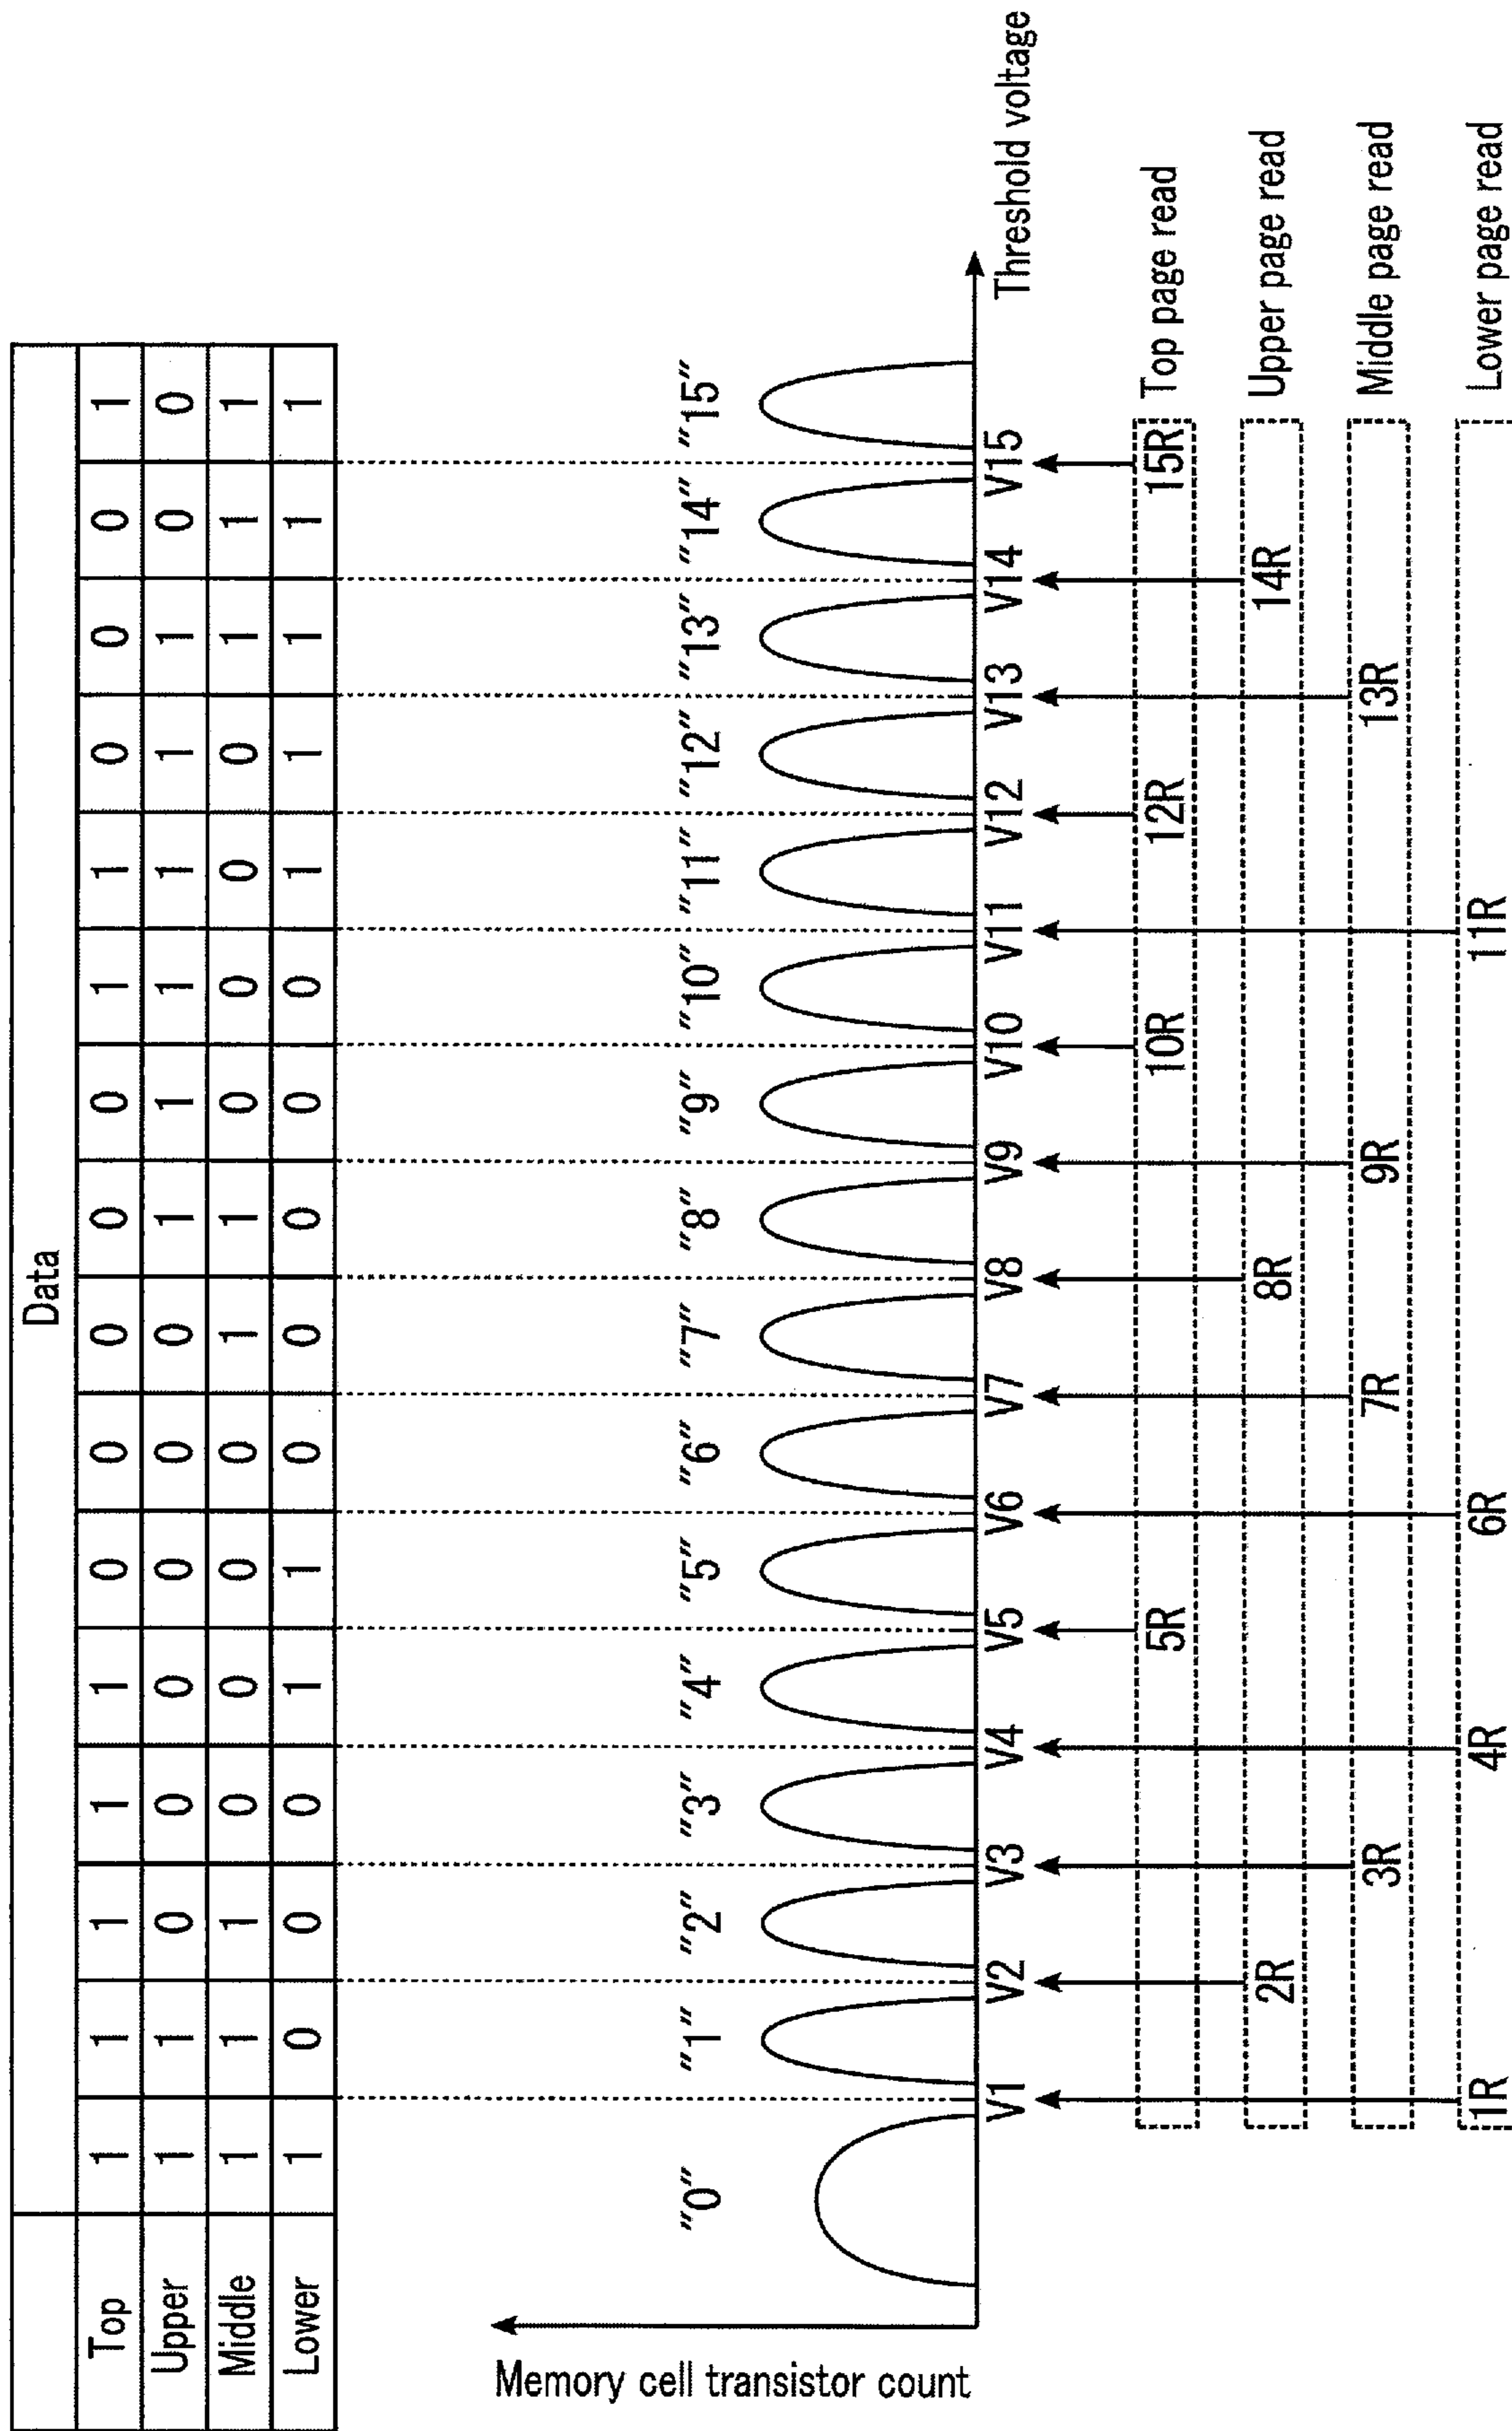 Data
Top 1 1 1 1 1 0 0 0 0 0 1 1 0 0 0 1
Upper 1 1 0 0 0 0 0 0 1 1 1 1 1 1 0 0
Middle 1 1 1 0 0 0 0 1 1 0 0 0 0 1 1 1
Lower 1 0 0 0 1 1 0 0 0 0 0 1 1 1 1 1
"0" "1" "2" "3" "4" "5" "6" "7" "8" "9" "10" "11" "12" "13" "14" "15"
Memory cell transistor count
V1 V2 V3 V4 V5 V6 V7 V8 V9 V10 V11 V12 V13 V14 V15 Threshold voltage
5R 10R 12R 15R Top page read
2R 8R 14R Upper page read
3R 7R 9R 13R Middle page read
1R 4R 6R 11R Lower page read